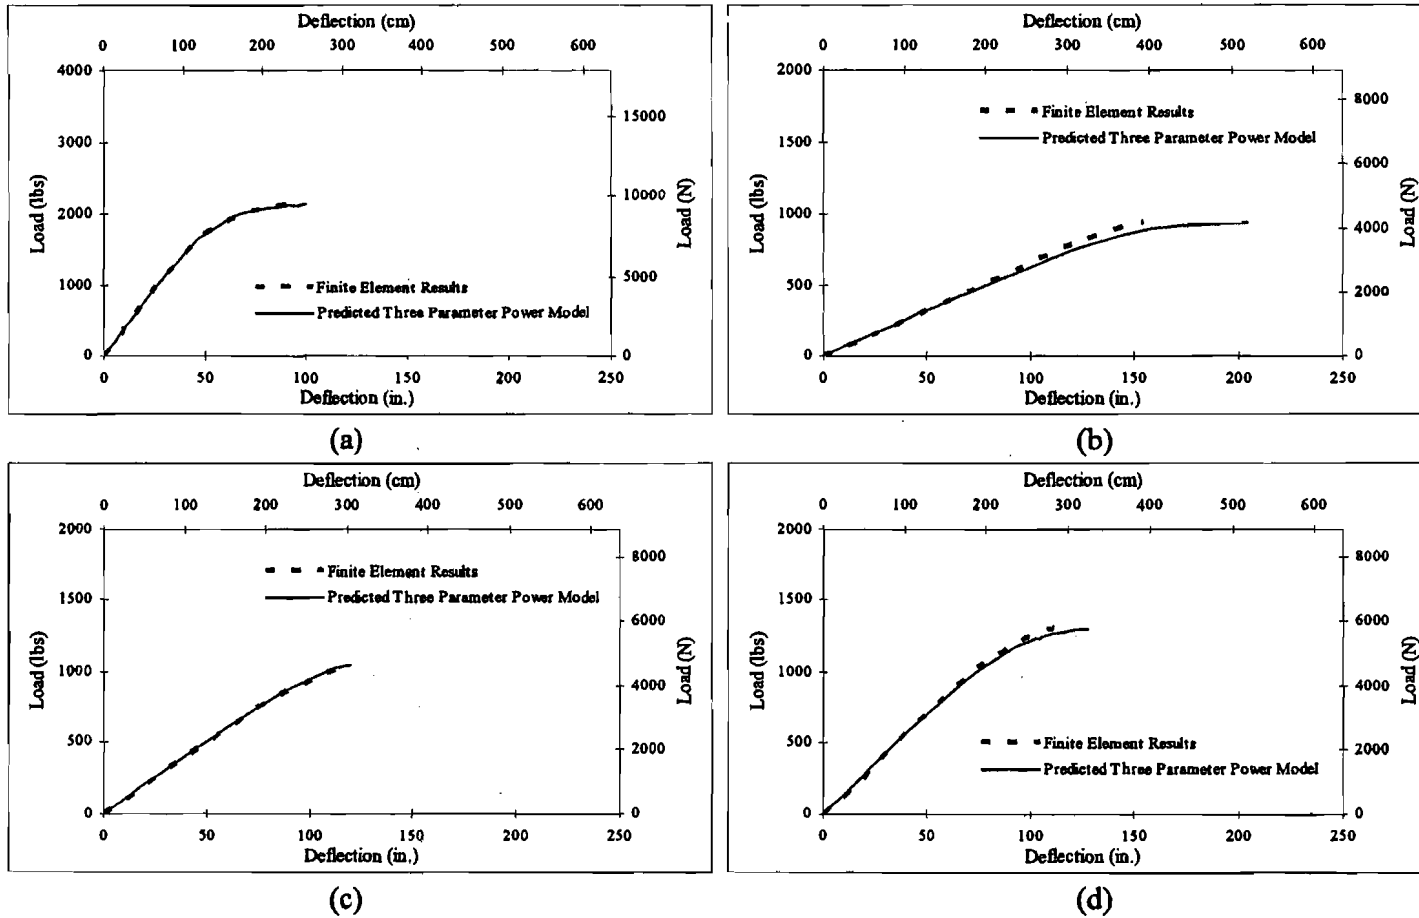 Deflection (cm)
0 100 200 300 400 500 600
4000
3000
2000
1000
0
Load (lbs)
15000
10000
5000
0
Load (N)
Finite Element Results
Predicted Three Parameter Power Model
0 50 100 150 200 250
Deflection (in.)
(a)
Deflection (cm)
0 100 200 300 400 500 600
2000
1500
1000
500
0
Load (lbs)
8000
6000
4000
2000
0
Load (N)
Finite Element Results
Predicted Three Parameter Power Model
0 50 100 150 200 250
Deflection (in.)
(b)
Deflection (cm)
0 100 200 300 400 500 600
2000
1500
1000
500
0
Load (lbs)
8000
6000
4000
2000
0
Load (N)
Finite Element Results
Predicted Three Parameter Power Model
0 50 100 150 200 250
Deflection (in.)
(c)
Deflection (cm)
0 100 200 300 400 500 600
2000
1500
1000
500
0
Load (lbs)
8000
6000
4000
2000
0
Load (N)
Finite Element Results
Predicted Three Parameter Power Model
0 50 100 150 200 250
Deflection (in.)
(d)